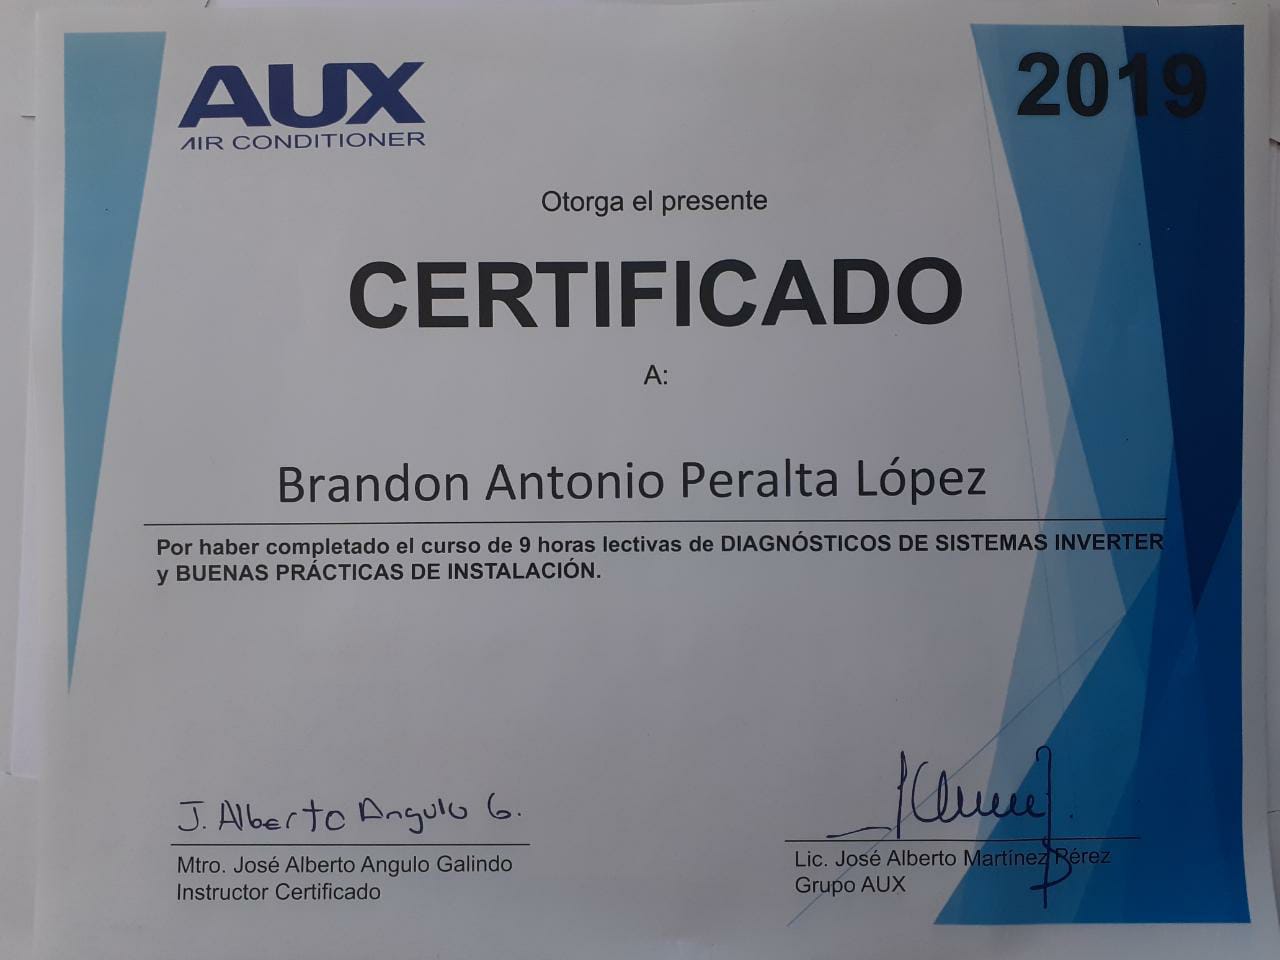 AUX
AIR CONDITIONER
2019
Otorga el presente
CERTIFICADO
A:
Brandon Antonio Peralta López
Por haber completado el curso de 9 horas lectivas de DIAGNÓSTICOS DE SISTEMAS INVERTER
y BUENAS PRÁCTICAS DE INSTALACIÓN.
J. Alberto Angulo G.
Mtro. José Alberto Angulo Galindo
Instructor Certificado
Lic. José Alberto Martínez Pérez
Grupo AUX